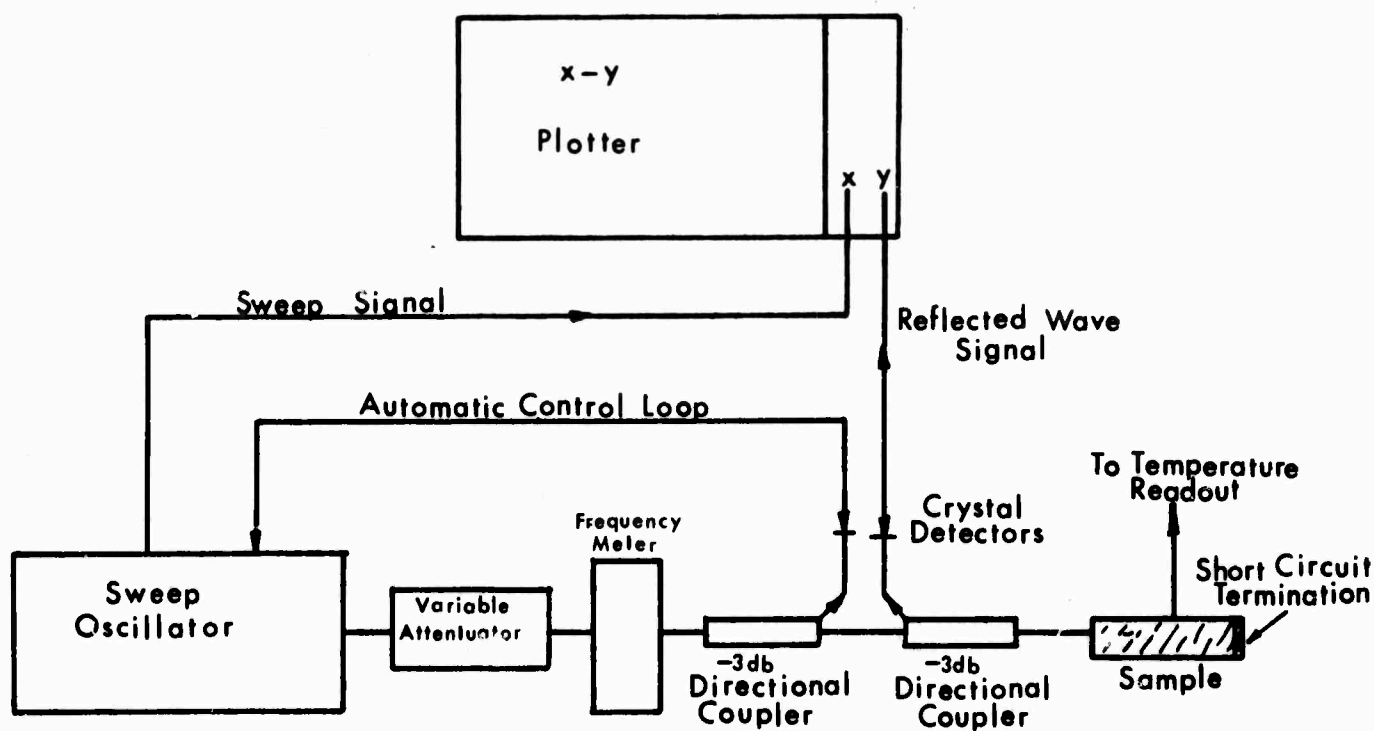 x-y
Plotter
x y
Sweep Signal
Reflected Wave
Signal
Automatic Control Loop
To Temperature
Readout
Crystal
Detectors
Frequency
Meler
Short Circuit
Termination
Sweep
Oscillator
Variable
Attenluator
-3db
Directional
Coupler
-3db
Directional
Coupler
Sample